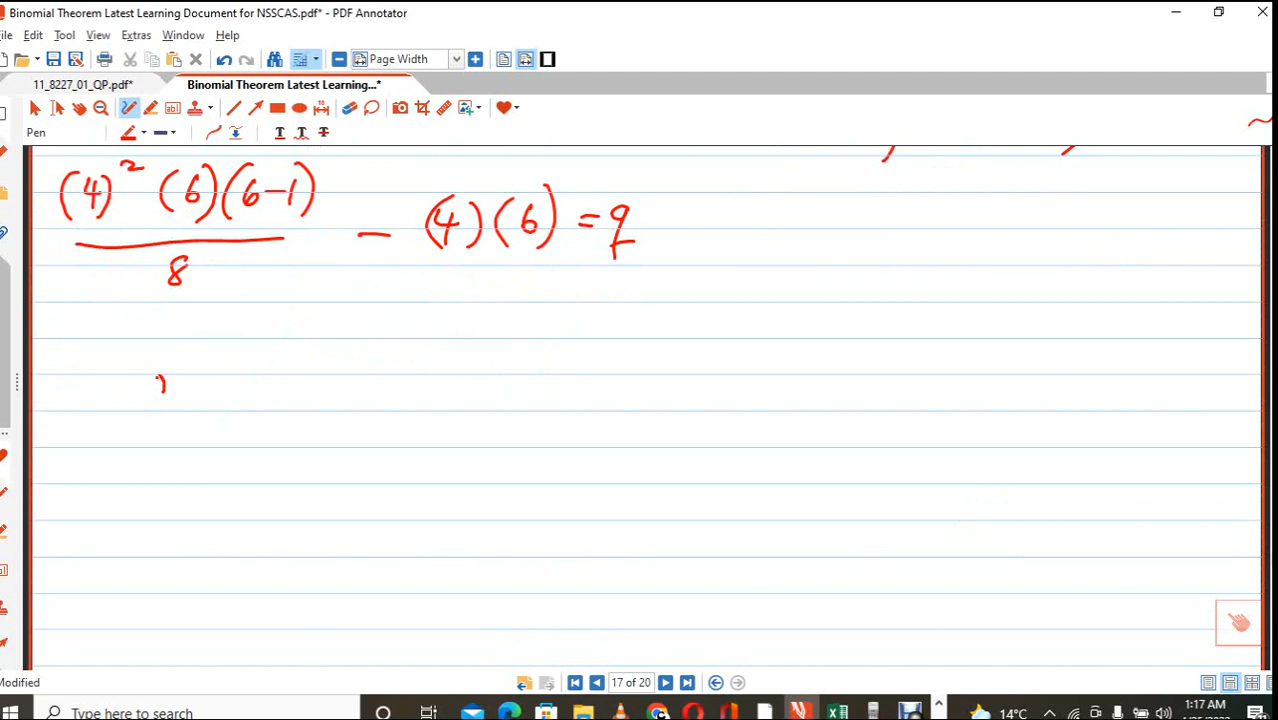 Binomial Theorem Latest Learning Document for NSSCAS.pdf* - PDF Annotator
Edit Tool View Extras Window Help
Page Width
11_8227_01_QP.pdf* Binomial Theorem Latest Learning...*
Pen
(4)² (6)(6-1)
— (4)(6) = q
8
17 of 20
Modified
1:17 AM
Type here to search
14°C